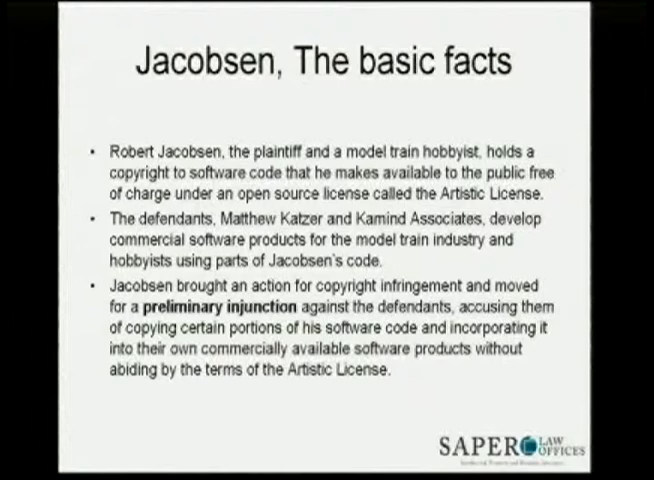 Jacobsen, The basic facts
• Robert Jacobsen, the plaintiff and a model train hobbyist, holds a
copyright to software code that he makes available to the public free
of charge under an open source license called the Artistic License.
• The defendants, Matthew Katzer and Kamind Associates, develop
commercial software products for the model train industry and
hobbyists using parts of Jacobsen's code.
• Jacobsen brought an action for copyright infringement and moved
for a preliminary injunction against the defendants, accusing them
of copying certain portions of his software code and incorporating it
into their own commercially available software products without
abiding by the terms of the Artistic License.
SAPER LAW
OFFICES